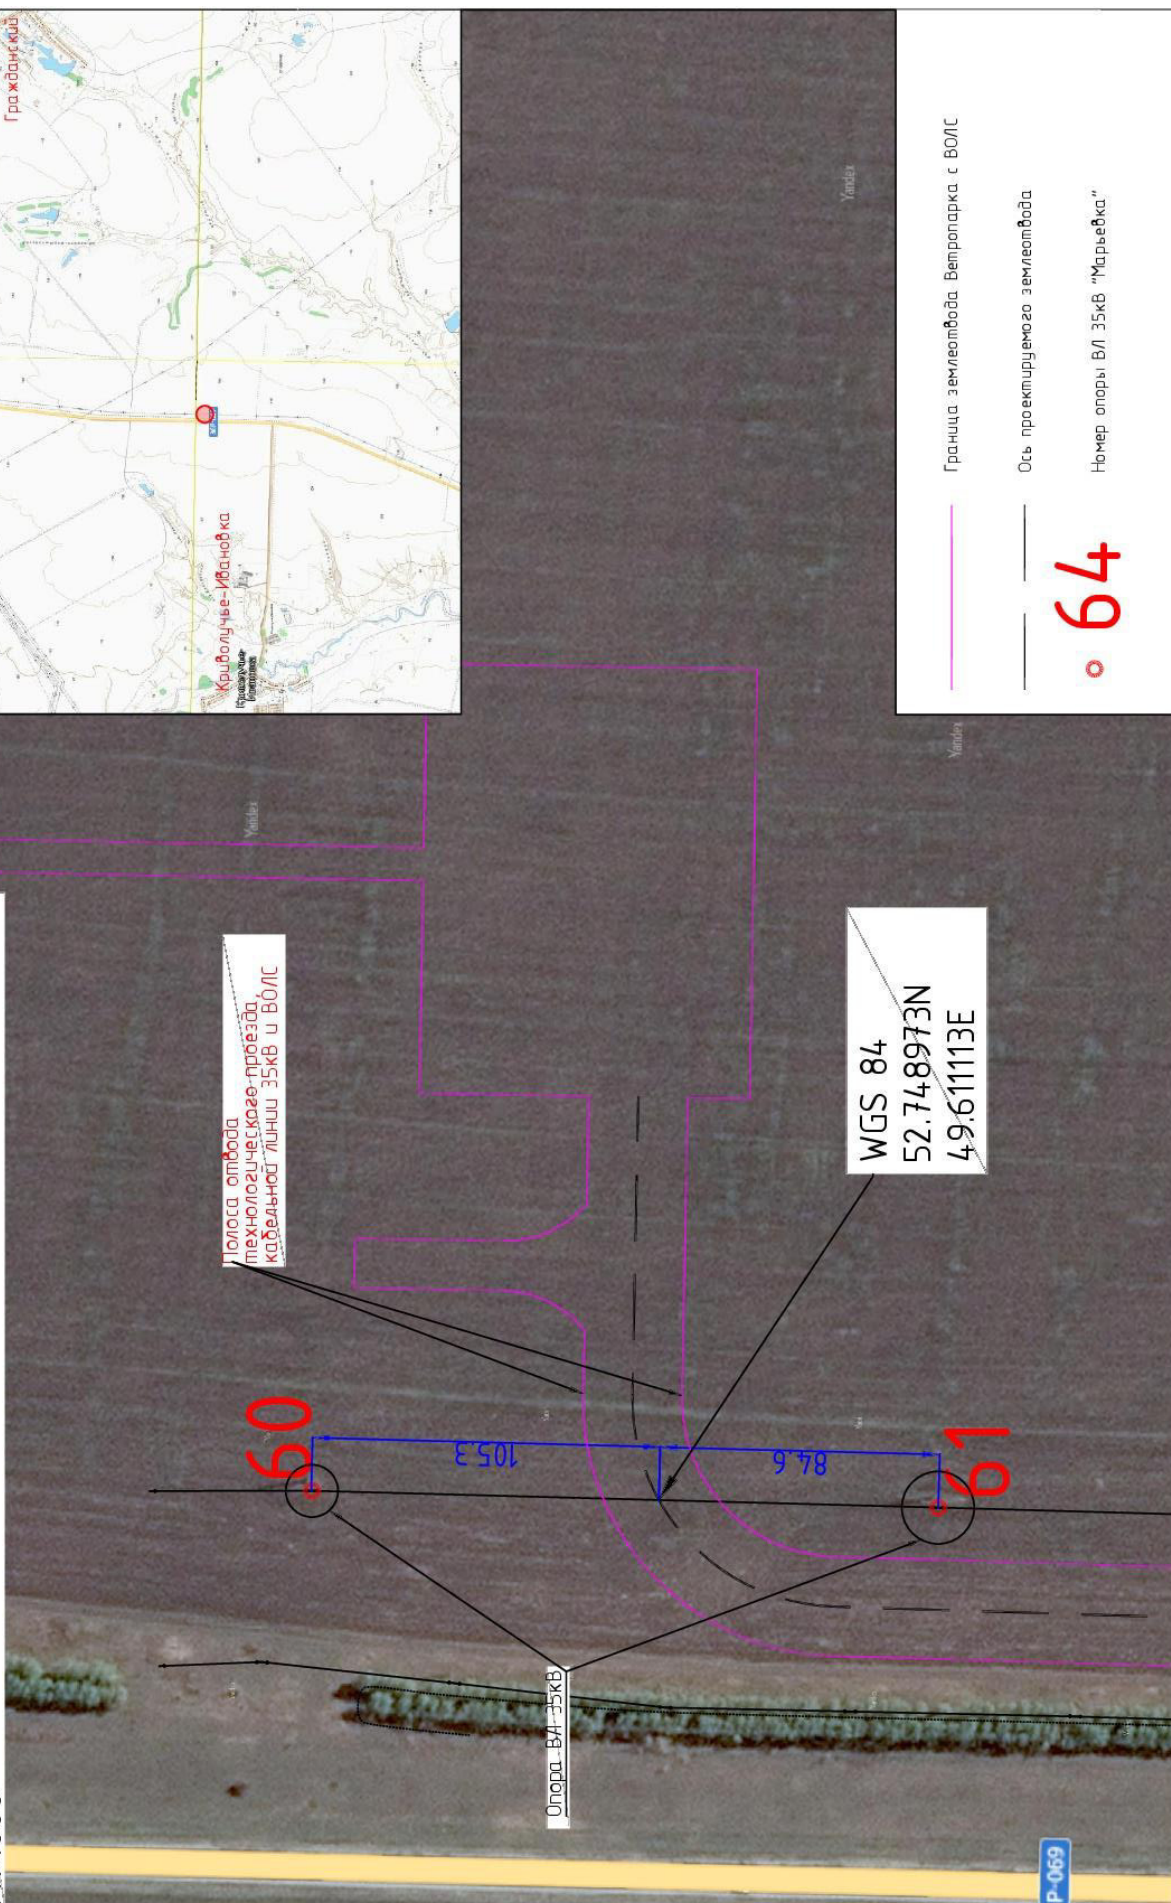 Гражданский
Криволучье-Ивановка
Криволучье-
Ивановка
Yandex
Yandex
Yandex
Граница землеотвода Ветропарка с ВОЛС
Ось проектируемого землеотвода
64
Номер опоры ВЛ 35кВ "Марьевка"
Полоса отвода
технологического проезда,
кабельной линии 35кВ и ВОЛС
WGS 84
52.748973N
49.611113E
60
105.3
84.6
61
Опора ВЛ 35кВ
Р-069